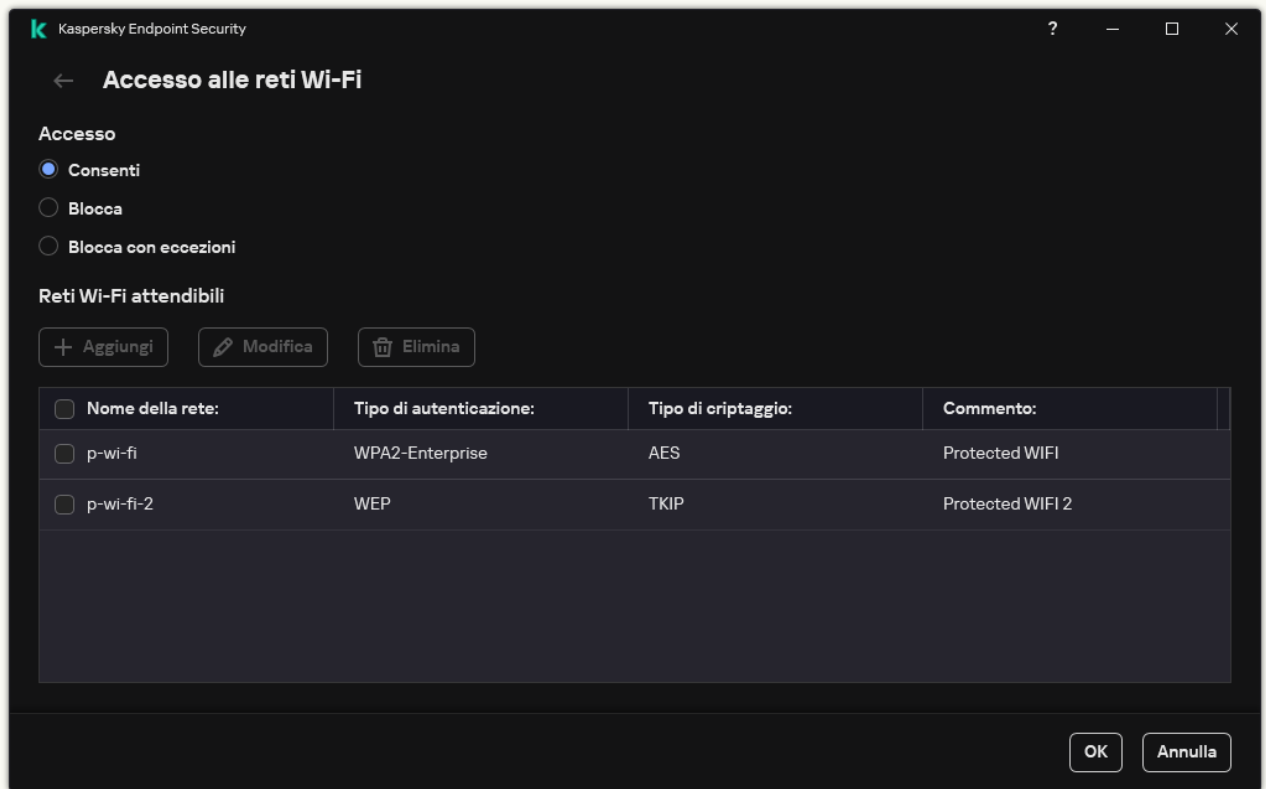 Kaspersky Endpoint Security ?
Accesso alle reti Wi-Fi
Accesso
Consenti
Blocca
Blocca con eccezioni
Reti Wi-Fi attendibili
Aggiungi Modifica Elimina
Nome della rete: Tipo di autenticazione: Tipo di criptaggio: Commento:
p-wi-fi WPA2-Enterprise AES Protected WIFI
p-wi-fi-2 WEP TKIP Protected WIFI 2
OK Annulla